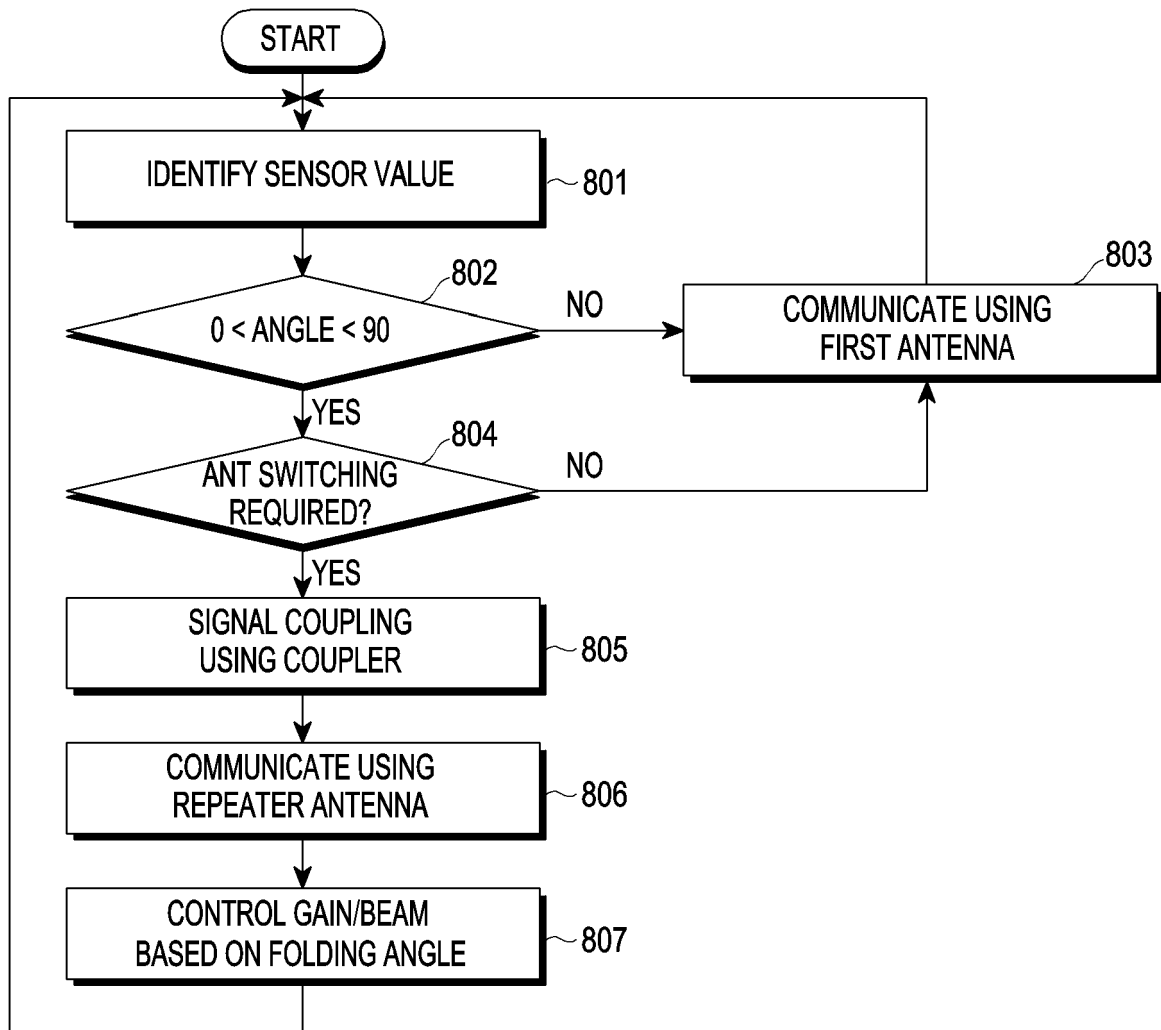 START
IDENTIFY SENSOR VALUE
801
802
0 < ANGLE < 90
NO
803
COMMUNICATE USING
FIRST ANTENNA
YES
804
ANT SWITCHING
REQUIRED?
NO
YES
SIGNAL COUPLING
USING COUPLER
805
COMMUNICATE USING
REPEATER ANTENNA
806
CONTROL GAIN/BEAM
BASED ON FOLDING ANGLE
807